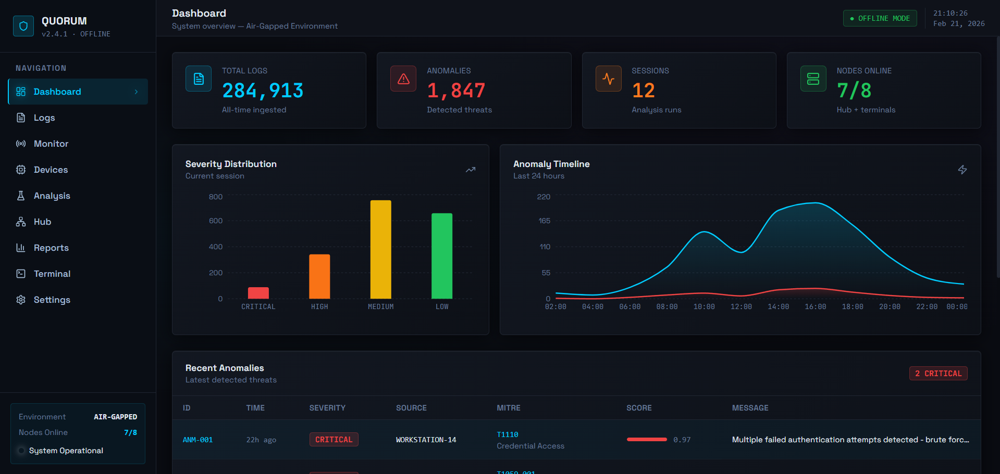 QUORUM
v2.4.1 · OFFLINE
NAVIGATION
Dashboard
Logs
Monitor
Devices
Analysis
Hub
Reports
Terminal
Settings
Environment AIR-GAPPED
Nodes Online 7/8
System Operational
Dashboard
System overview — Air-Gapped Environment
OFFLINE MODE
21:10:26
Feb 21, 2026
TOTAL LOGS
284,913
All-time ingested
ANOMALIES
1,847
Detected threats
SESSIONS
12
Analysis runs
NODES ONLINE
7/8
Hub + terminals
Severity Distribution
Current session
800
600
400
200
0
CRITICAL HIGH MEDIUM LOW
Anomaly Timeline
Last 24 hours
220
165
110
55
0
02:00 04:00 06:00 08:00 10:00 12:00 14:00 16:00 18:00 20:00 22:00 00:00
Recent Anomalies
Latest detected threats
2 CRITICAL
ID TIME SEVERITY SOURCE MITRE SCORE MESSAGE
ANM-001 22h ago CRITICAL WORKSTATION-14 T1110 0.97 Multiple failed authentication attempts detected - brute forc...
Credential Access
T1059.001